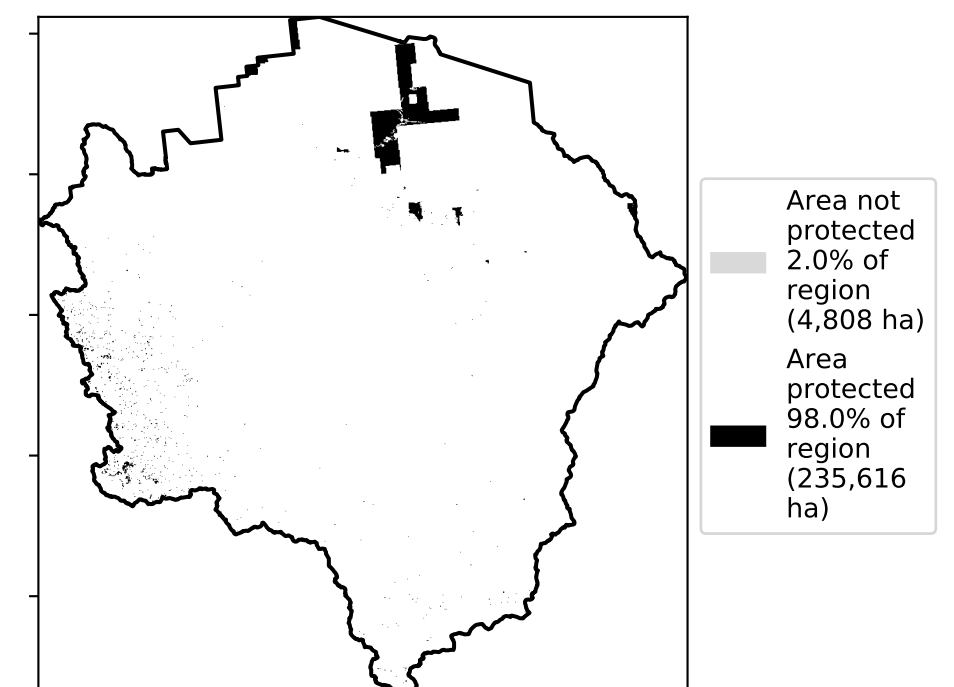 Area not
protected
2.0% of
region
(4,808 ha)
Area
protected
98.0% of
region
(235,616
ha)